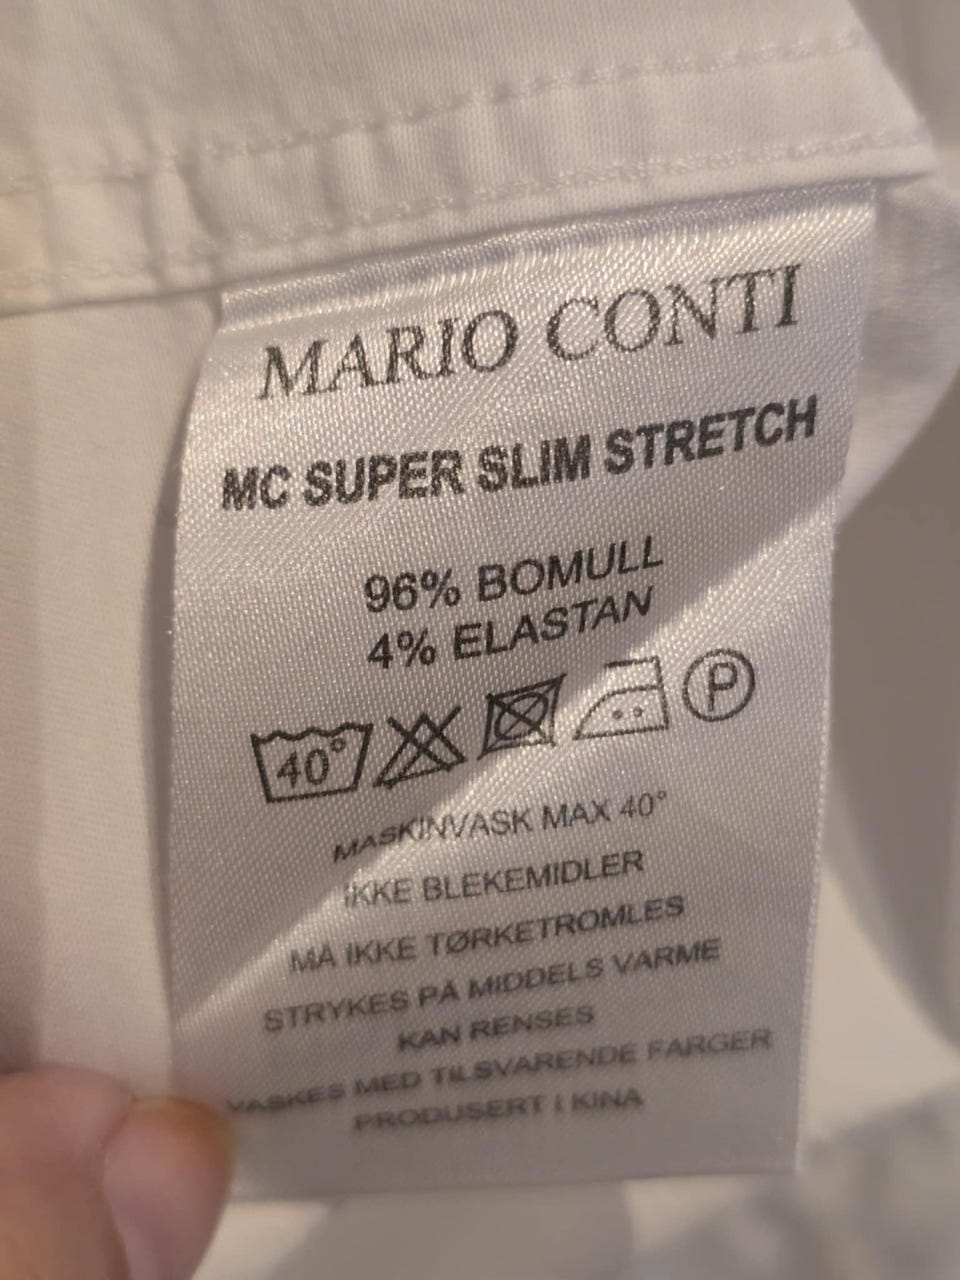 MARIO CONTI
MC SUPER SLIM STRETCH
96% BOMULL
4% ELASTAN
40° P
MASKINVASK MAX 40°
IKKE BLEKEMIDLER
MÅ IKKE TØRKETROMLES
STRYKES PÅ MIDDELS VARME
KAN RENSES
VASKES MED TILSVARENDE FARGER
PRODUSERT I KINA